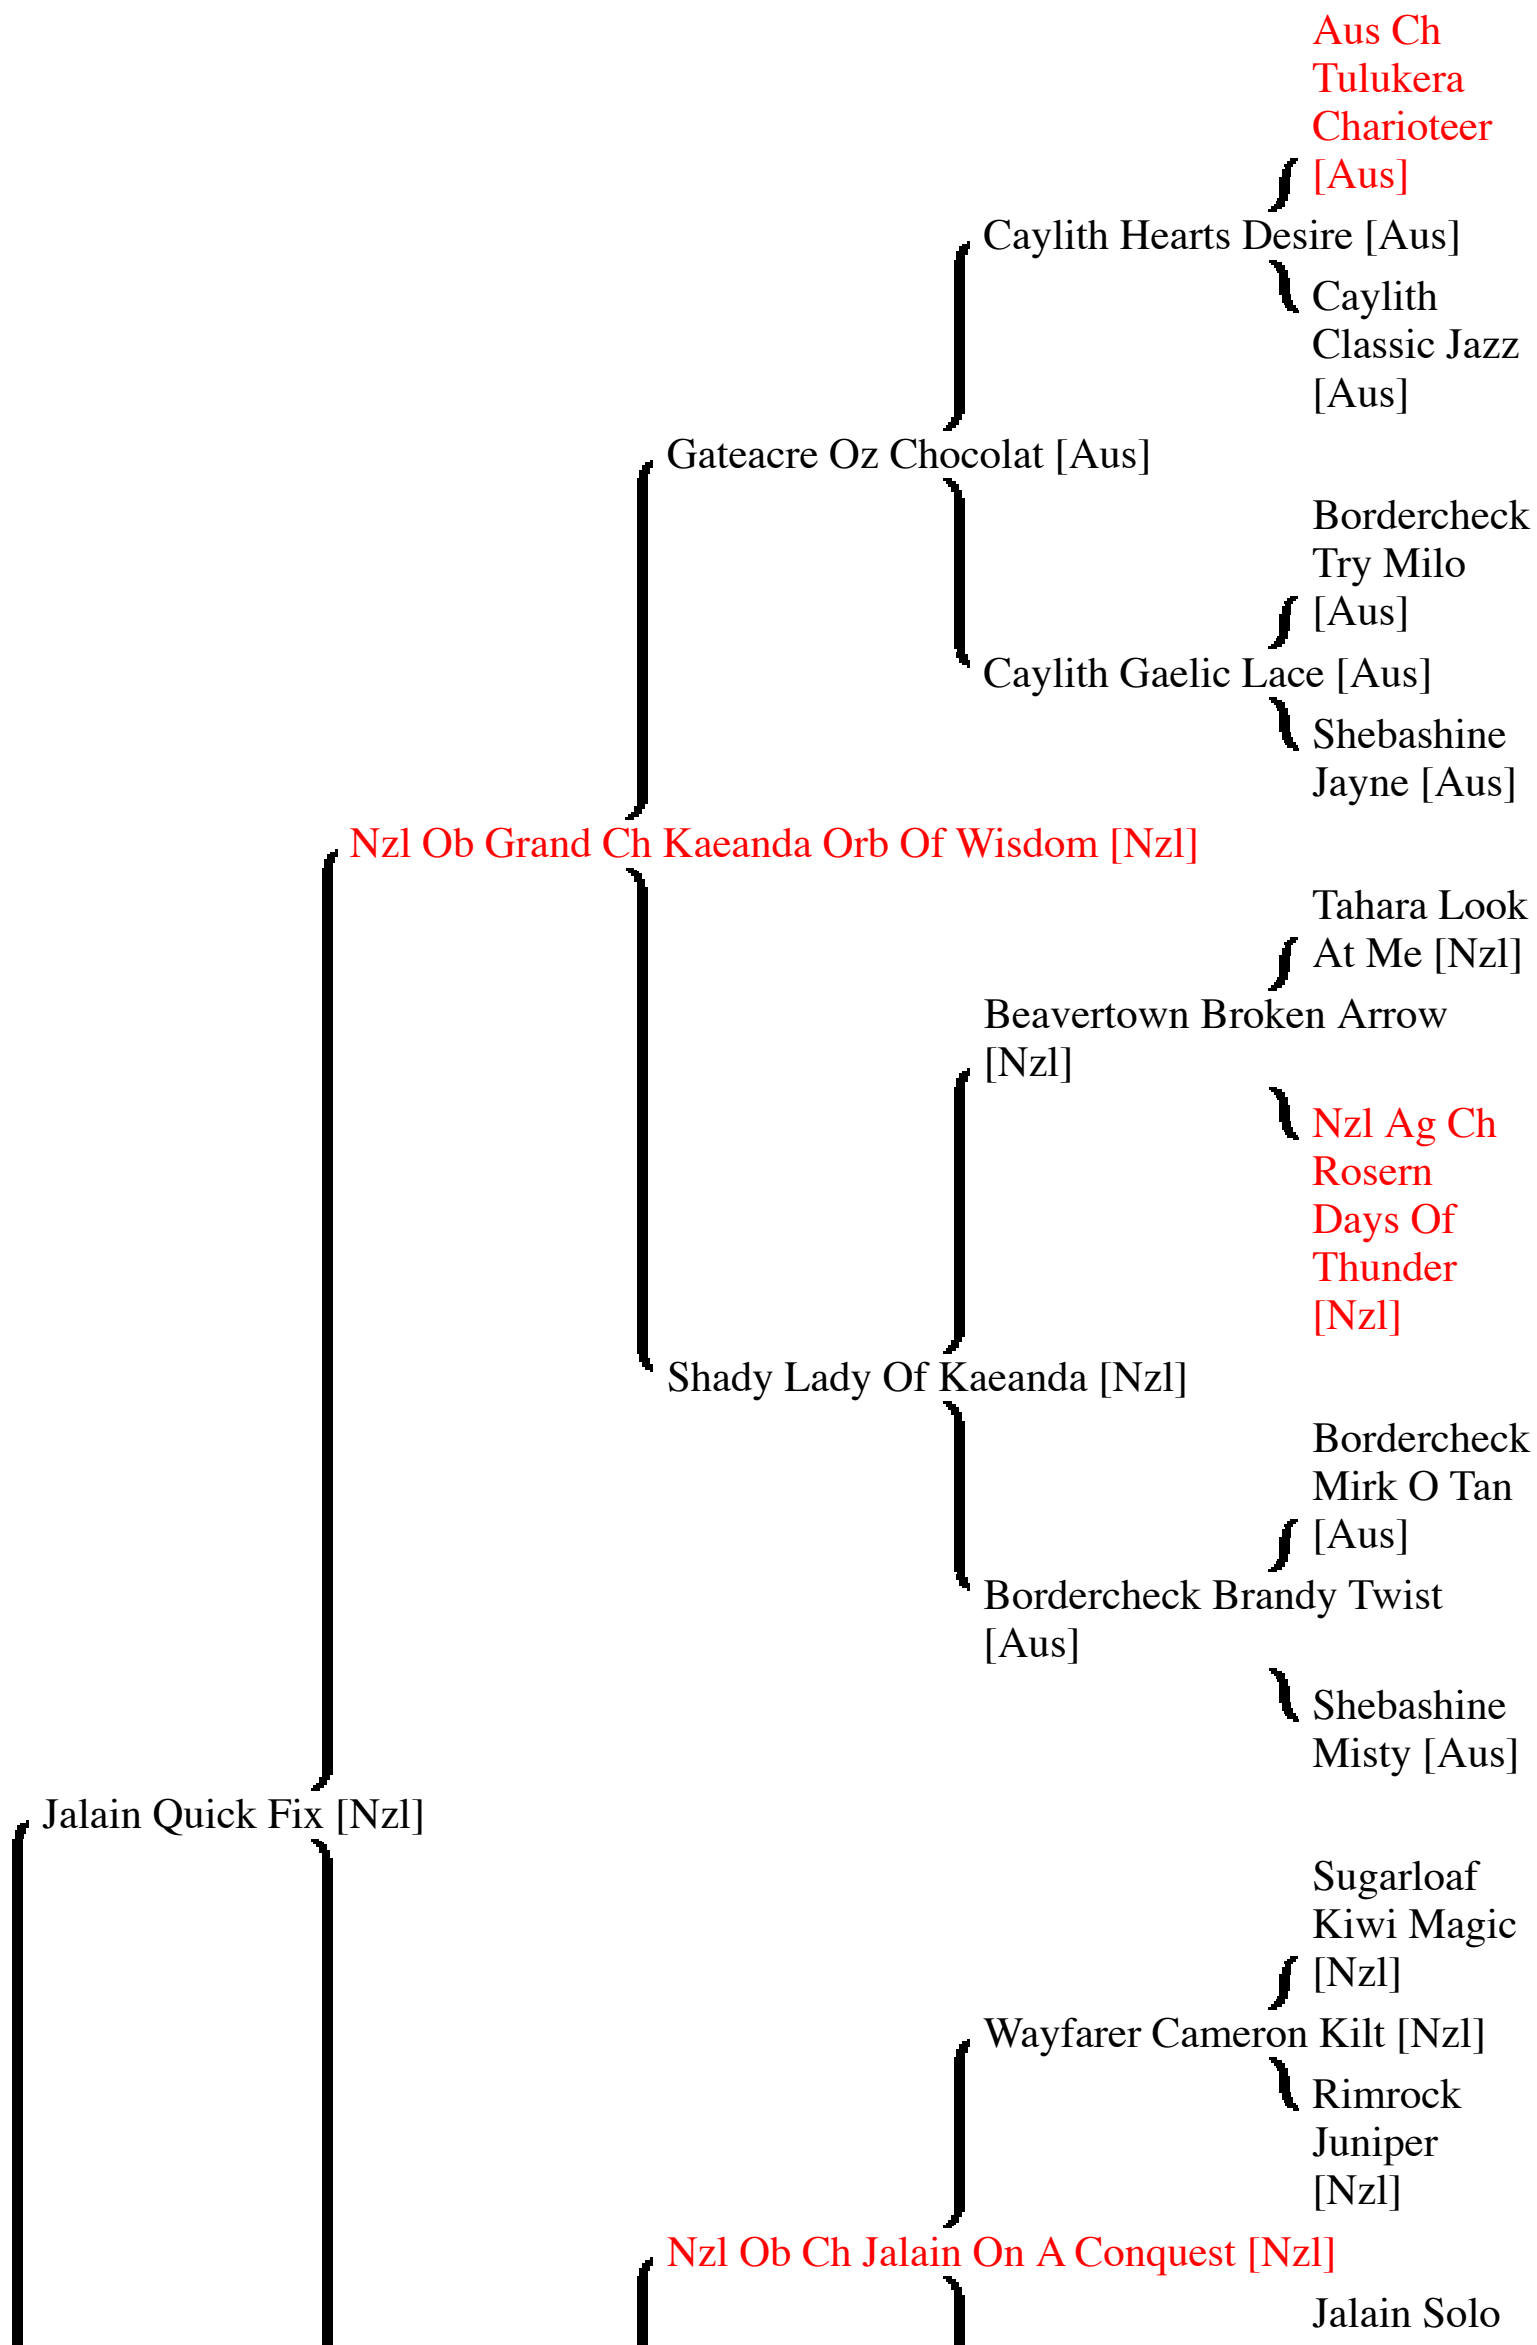 Aus Ch
Tulukera
Charioteer
[Aus]
Caylith Hearts Desire [Aus]
Caylith
Classic Jazz
[Aus]
Gateacre Oz Chocolat [Aus]
Bordercheck
Try Milo
[Aus]
Caylith Gaelic Lace [Aus]
Shebashine
Jayne [Aus]
Nzl Ob Grand Ch Kaeanda Orb Of Wisdom [Nzl]
Tahara Look
At Me [Nzl]
Beavertown Broken Arrow
[Nzl]
Nzl Ag Ch
Rosern
Days Of
Thunder
[Nzl]
Shady Lady Of Kaeanda [Nzl]
Bordercheck
Mirk O Tan
[Aus]
Bordercheck Brandy Twist
[Aus]
Shebashine
Misty [Aus]
Jalain Quick Fix [Nzl]
Sugarloaf
Kiwi Magic
[Nzl]
Wayfarer Cameron Kilt [Nzl]
Rimrock
Juniper
[Nzl]
Nzl Ob Ch Jalain On A Conquest [Nzl]
Jalain Solo